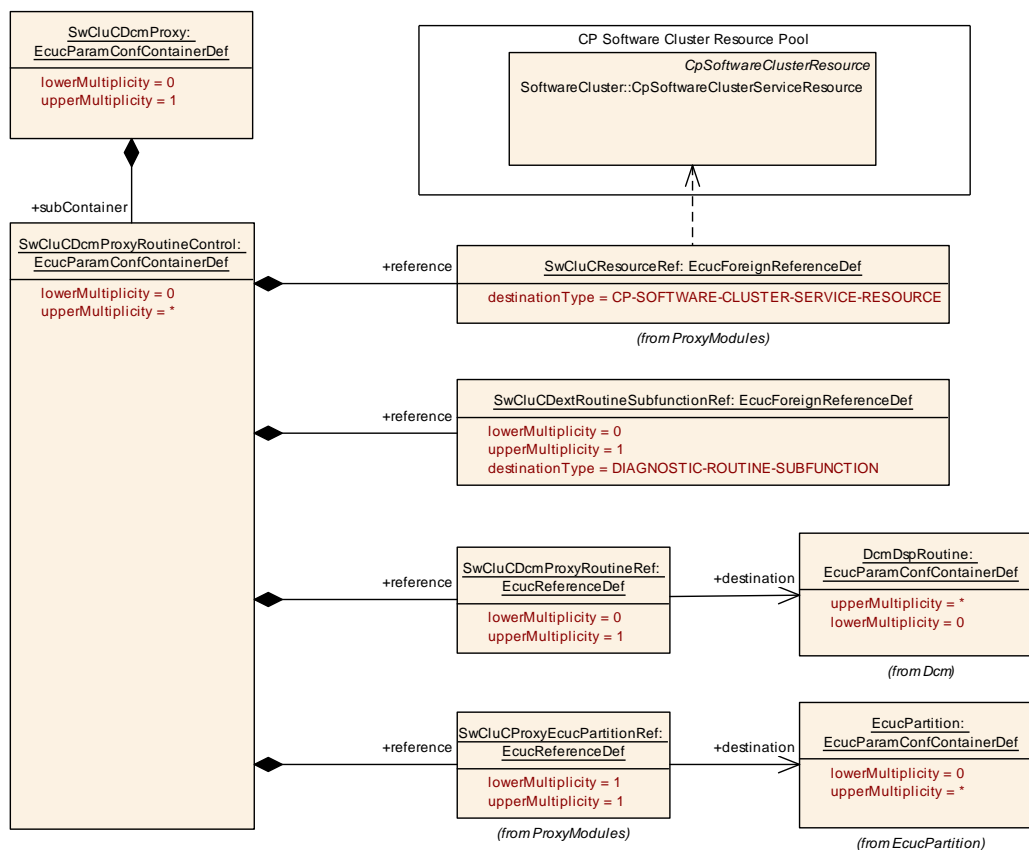 SwCluCDcmProxy:
EcucParamConfContainerDef
lowerMultiplicity = 0
upperMultiplicity = 1
CP Software Cluster Resource Pool
CpSoftwareClusterResource
SoftwareCluster::CpSoftwareClusterServiceResource
+subContainer
SwCluCDcmProxyRoutineControl:
EcucParamConfContainerDef
lowerMultiplicity = 0
upperMultiplicity = *
+reference
SwCluCResourceRef: EcucForeignReferenceDef
destinationType = CP-SOFTWARE-CLUSTER-SERVICE-RESOURCE
(from ProxyModules)
+reference
SwCluCDextRoutineSubfunctionRef: EcucForeignReferenceDef
lowerMultiplicity = 0
upperMultiplicity = 1
destinationType = DIAGNOSTIC-ROUTINE-SUBFUNCTION
+reference
SwCluCDcmProxyRoutineRef:
EcucReferenceDef
lowerMultiplicity = 0
upperMultiplicity = 1
+destination
DcmDspRoutine:
EcucParamConfContainerDef
upperMultiplicity = *
lowerMultiplicity = 0
(from Dcm)
+reference
SwCluCProxyEcucPartitionRef:
EcucReferenceDef
lowerMultiplicity = 1
upperMultiplicity = 1
(from ProxyModules)
+destination
EcucPartition:
EcucParamConfContainerDef
lowerMultiplicity = 0
upperMultiplicity = *
(from EcucPartition)